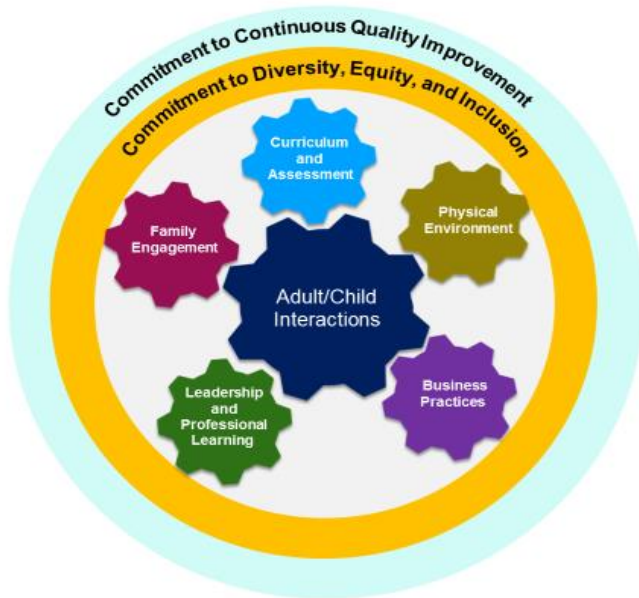 Commitment to Continuous Quality Improvement
Commitment to Diversity, Equity, and Inclusion
Curriculum
and
Assessment
Family
Engagement
Physical
Environment
Adult/Child
Interactions
Leadership
and
Professional
Learning
Business
Practices